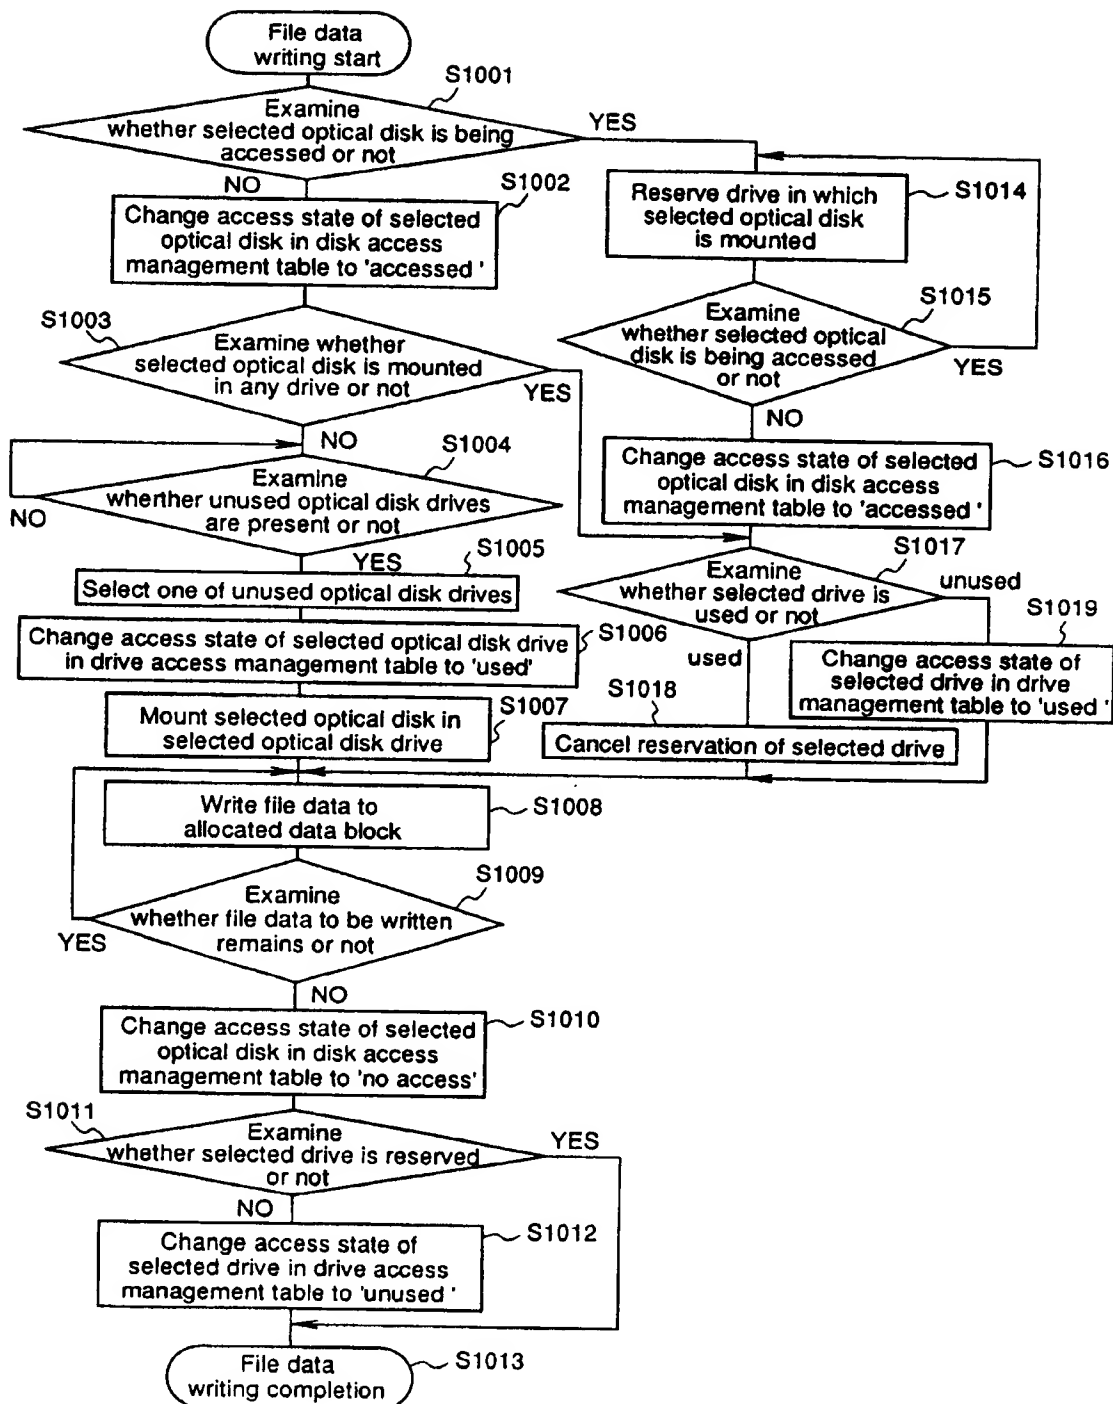 File data
writing start
S1001
Examine
whether selected optical disk is being
accessed or not
YES
NO
S1002
Change access state of selected
optical disk in disk access
management table to 'accessed '
S1003
Examine whether
selected optical disk is mounted
in any drive or not
YES
NO
S1004
Examine
wherther unused optical disk drives
are present or not
NO
YES
S1005
Select one of unused optical disk drives
S1006
Change access state of selected optical disk drive
in drive access management table to 'used'
S1007
Mount selected optical disk in
selected optical disk drive
S1008
Write file data to
allocated data block
S1009
Examine
whether file data to be written
remains or not
YES
NO
S1010
Change access state of selected
optical disk in disk access
management table to 'no access'
S1011
Examine
whether selected drive is reserved
or not
YES
NO
S1012
Change access state of
selected drive in drive access
management table to 'unused '
File data
writing completion
S1013
Reserve drive in which
selected optical disk
is mounted
S1014
S1015
Examine
whether selected optical
disk is being accessed
or not
YES
NO
Change access state of selected
optical disk in disk access
management table to 'accessed '
S1016
S1017
Examine
whether selected drive is
used or not
unused
used
S1019
Change access state of
selected drive in drive
management table to 'used '
S1018
Cancel reservation of selected drive